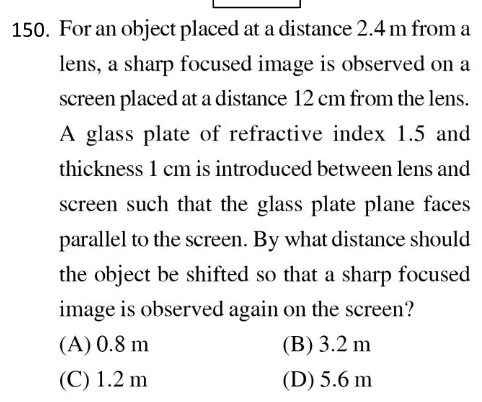 150. For an object placed at a distance 2.4 m from a
lens, a sharp focused image is observed on a
screen placed at a distance 12 cm from the lens.
A glass plate of refractive index 1.5 and
thickness 1 cm is introduced between lens and
screen such that the glass plate plane faces
parallel to the screen. By what distance should
the object be shifted so that a sharp focused
image is observed again on the screen?
(A) 0.8 m (B) 3.2 m
(C) 1.2 m (D) 5.6 m